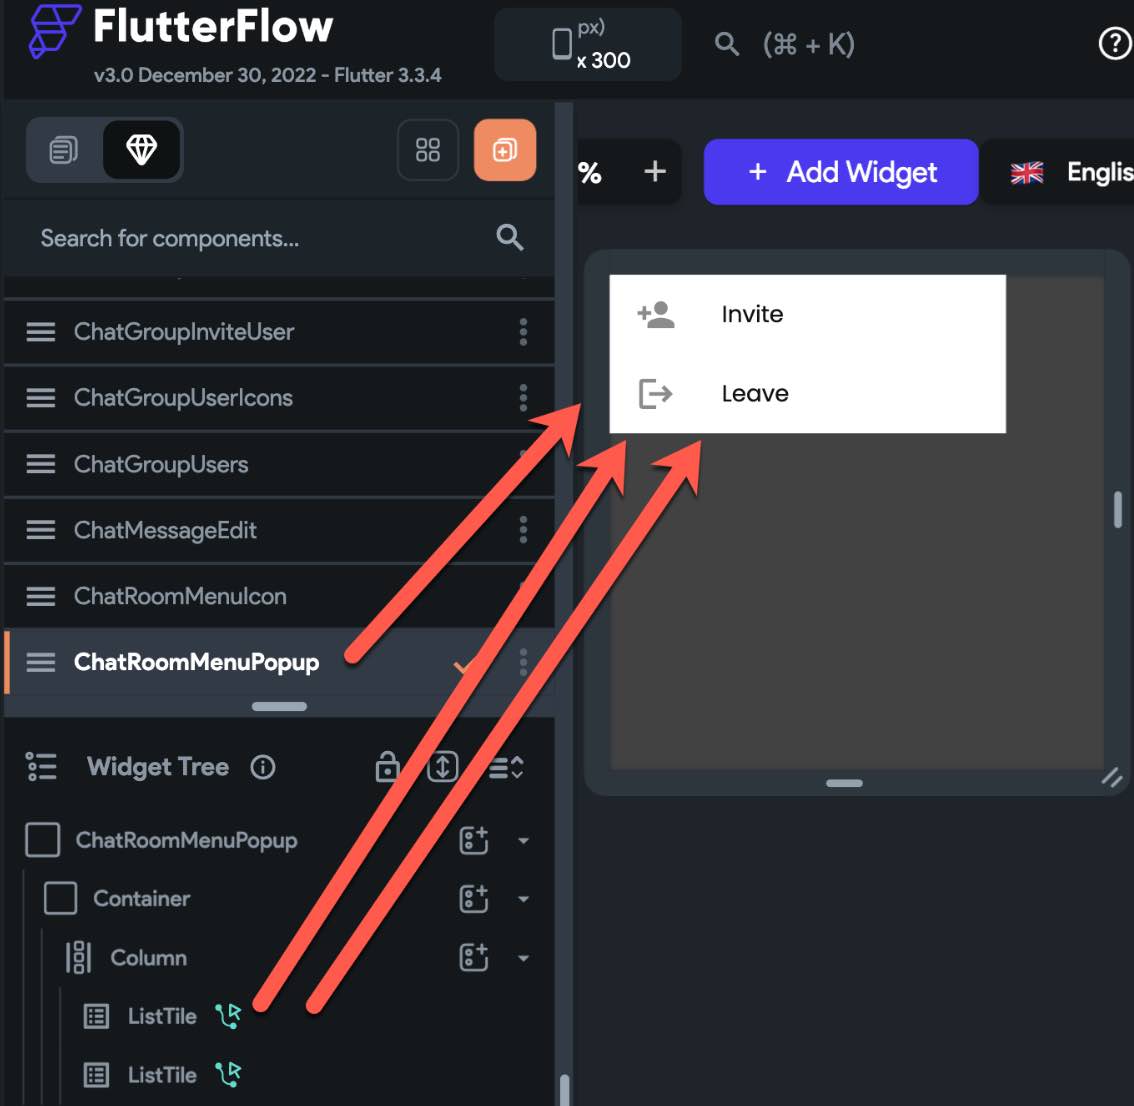 FlutterFlow
v3.0 December 30, 2022 - Flutter 3.3.4
px)
x 300
(⌘ + K)
?
%
+
+ Add Widget
Englis
Search for components...
ChatGroupInviteUser
ChatGroupUserIcons
ChatGroupUsers
ChatMessageEdit
ChatRoomMenuIcon
ChatRoomMenuPopup
Invite
Leave
Widget Tree
ChatRoomMenuPopup
Container
Column
ListTile
ListTile